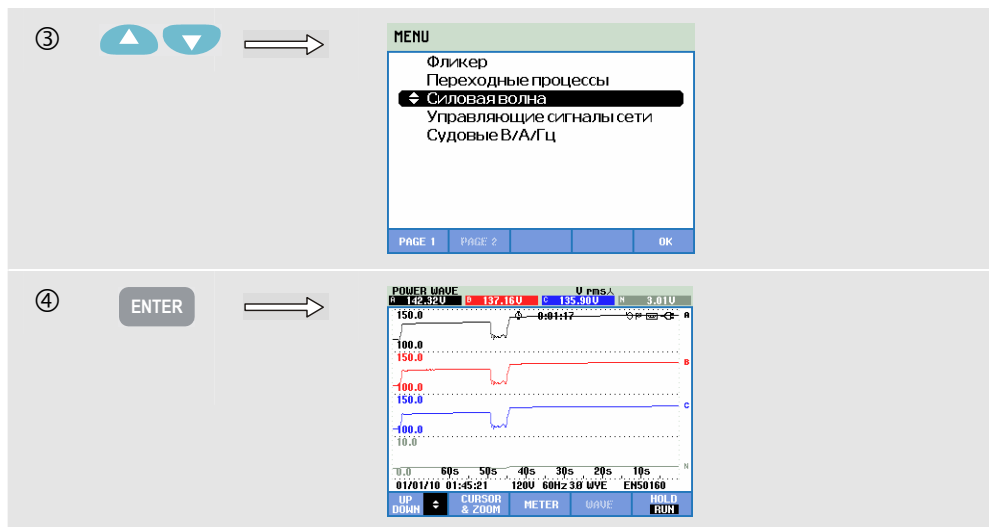 ③
MENU
Фликер
Переходные процессы
Силовая волна
Управляющие сигналы сети
Судовые В/А/Гц
PAGE 1 PAGE 2 OK
④ ENTER
POWER WAVE V rms
A 142.32V B 137.16V C 135.90V N 3.01V
150.0 0:01:17 P A
100.0
150.0 B
100.0
150.0 C
100.0
10.0
0.0 60s 50s 40s 30s 20s 10s N
01/01/10 01:45:21 120V 60Hz 3Ø WYE EN50160
UP DOWN CURSOR & ZOOM METER WAVE HOLD RUN